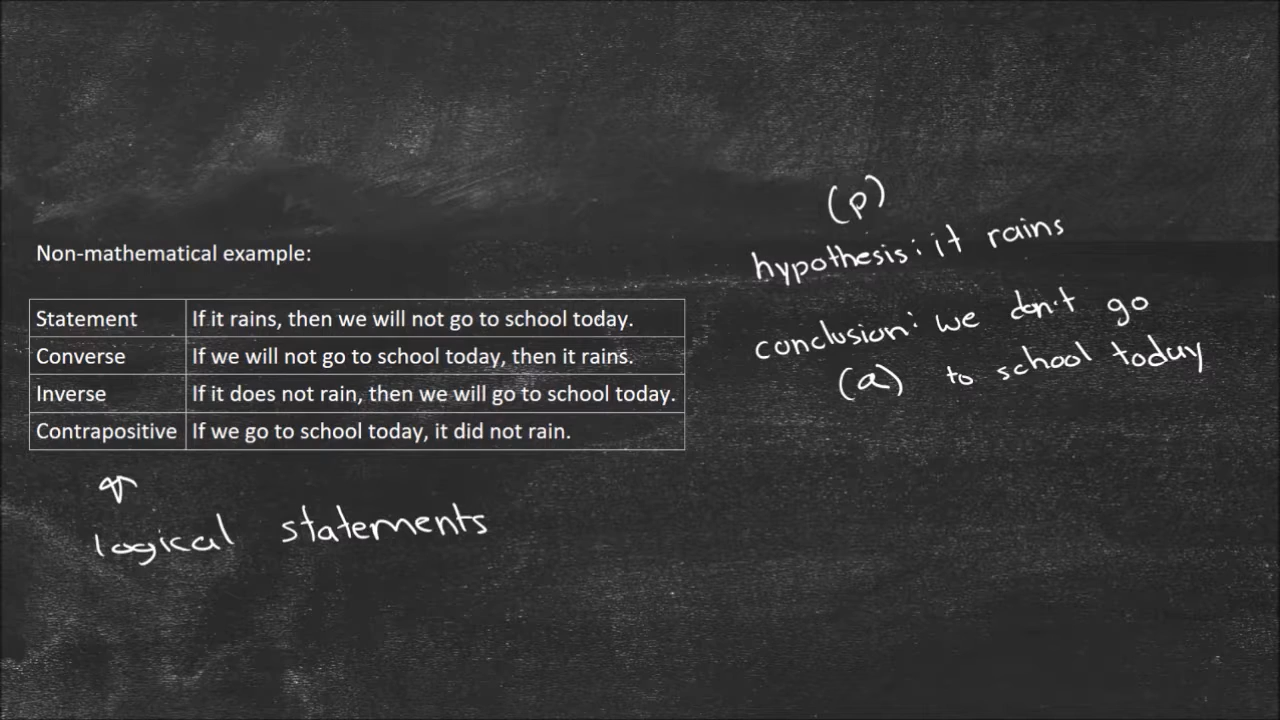 Non-mathematical example:
Statement If it rains, then we will not go to school today.
Converse If we will not go to school today, then it rains.
Inverse If it does not rain, then we will go to school today.
Contrapositive If we go to school today, it did not rain.
logical statements
(p)
hypothesis: it rains
conclusion: we don't go
(a) to school today